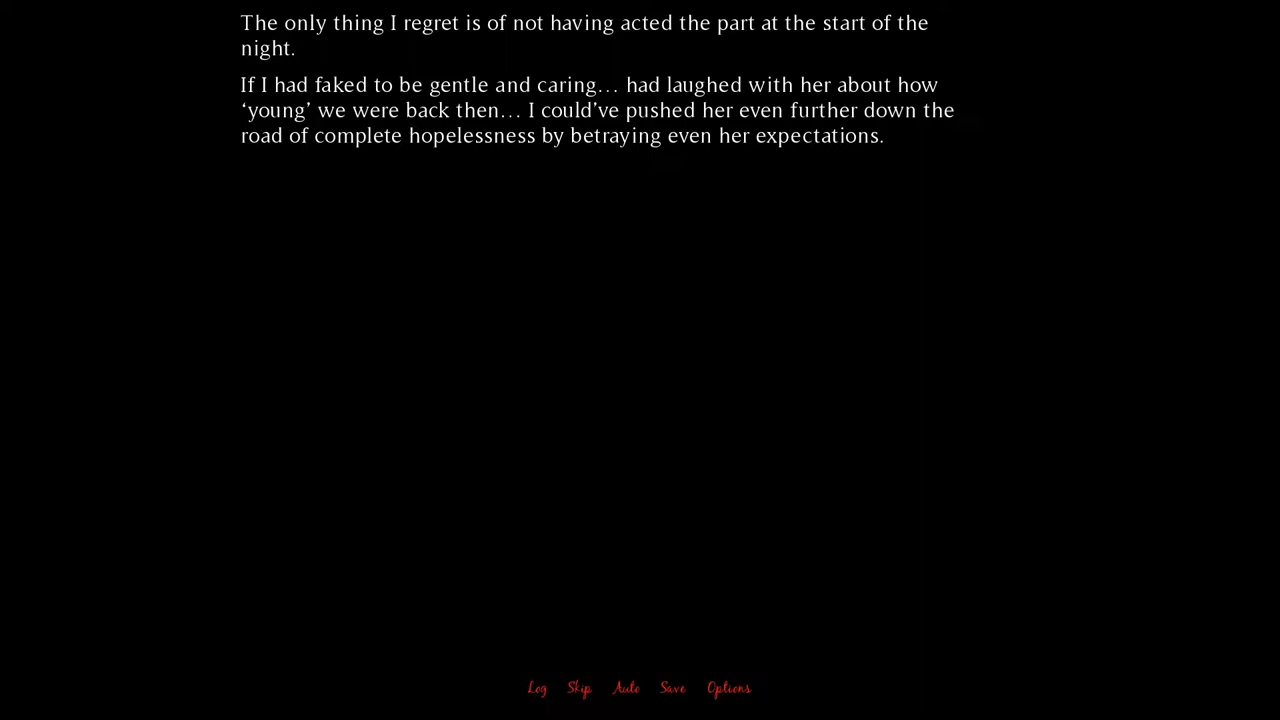 The only thing I regret is of not having acted the part at the start of the
night.
If I had faked to be gentle and caring… had laughed with her about how
‘young’ we were back then… I could’ve pushed her even further down the
road of complete hopelessness by betraying even her expectations.
Log Skip Auto Save Options